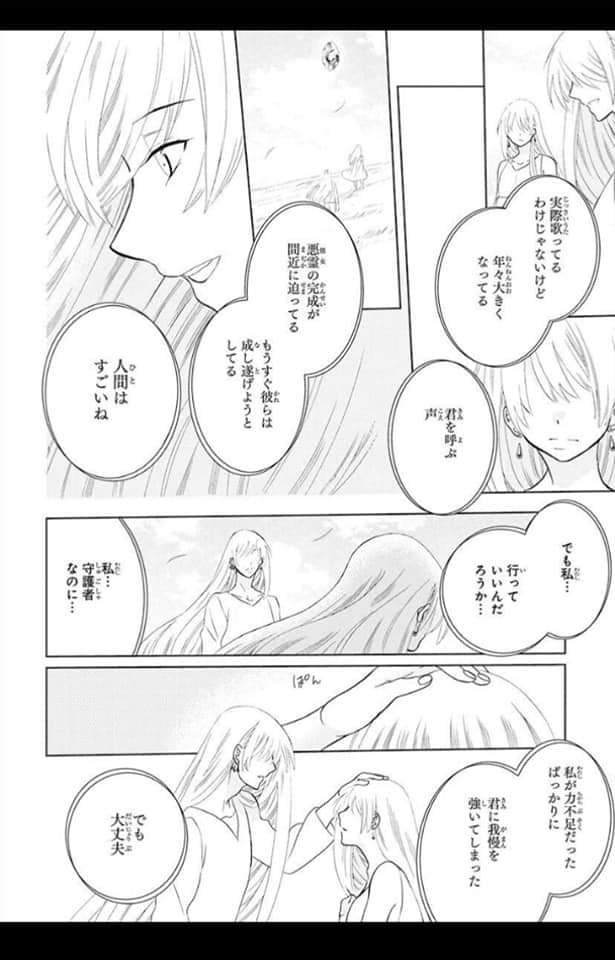 実際歌ってる
わけじゃないけど
年々大きく
なってる
君を呼ぶ
声
悪霊の完成が
間近に迫ってる
もうすぐ彼らは
成し遂げようと
してる
人間は
すごいね
でも私…
行って
いいんだ
ろうか…
私…
守護者
なのに…
ぽん
私が力不足だった
ばっかりに
君に我慢を
強いてしまった
でも
大丈夫